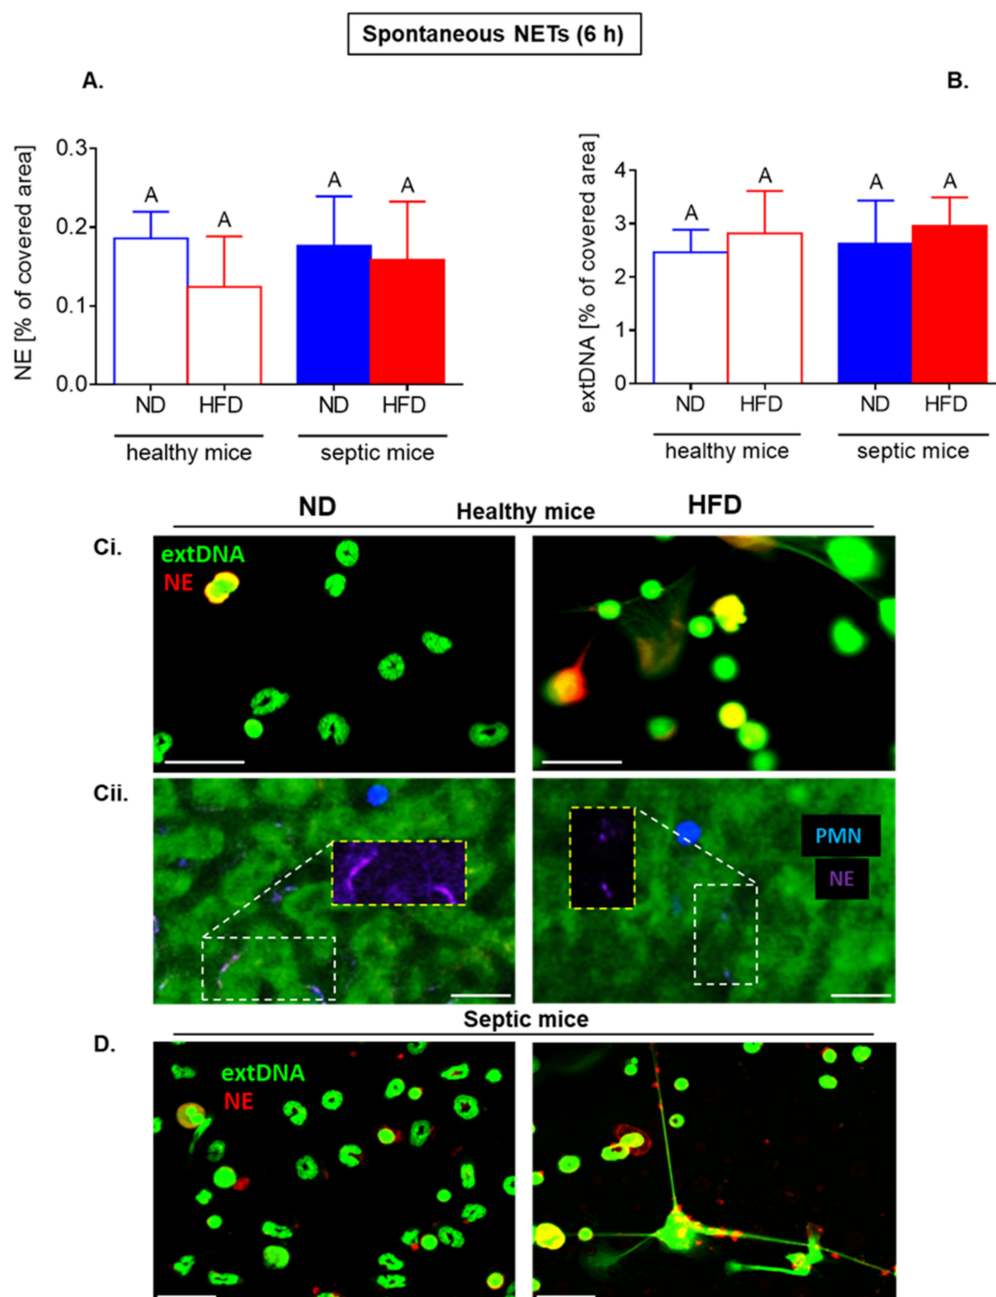 Spontaneous NETs (6 h)
A.
B.
NE [% of covered area]
0.3
0.2
0.1
0.0
A
A
A
A
ND
HFD
ND
HFD
healthy mice
septic mice
extDNA [% of covered area]
4
3
2
1
0
A
A
A
A
ND
HFD
ND
HFD
healthy mice
septic mice
ND
Healthy mice
HFD
Ci.
extDNA
NE
Cii.
PMN
NE
Septic mice
D.
extDNA
NE